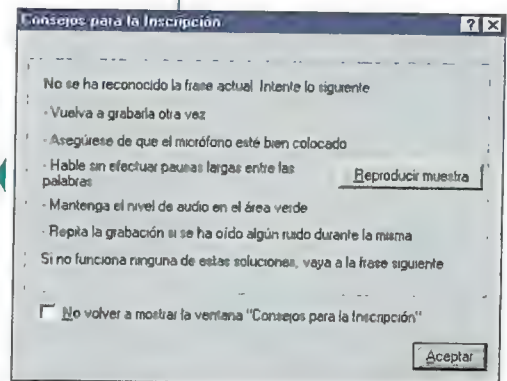 Consejos para la Inscripción
No se ha reconocido la frase actual. Intente lo siguiente
- Vuelva a grabarla otra vez
- Asegúrese de que el micrófono esté bien colocado
- Hable sin efectuar pausas largas entre las
palabras
Reproducir muestra
- Mantenga el nivel de audio en el área verde
- Repita la grabación si se ha oído algún ruido durante la misma
Si no funciona ninguna de estas soluciones, vaya a la frase siguiente
No volver a mostrar la ventana "Consejos para la Inscripción"
Aceptar